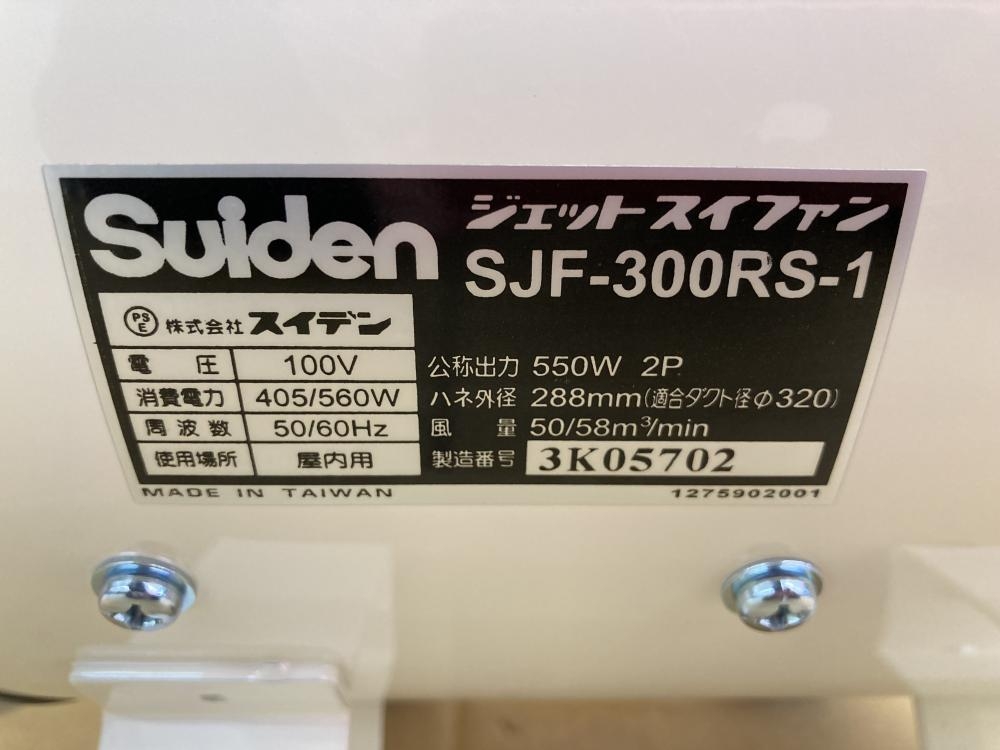 Suiden
ジェットスイファン
SJF-300RS-1
PS E 株式会社 スイデン
電圧 100V
消費電力 405/560W
周波数 50/60Hz
使用場所 屋内用
公称出力 550W 2P
ハネ外径 288mm(適合ダクト径φ320)
風量 50/58m³/min
製造番号 3K05702
MADE IN TAIWAN
1275902001